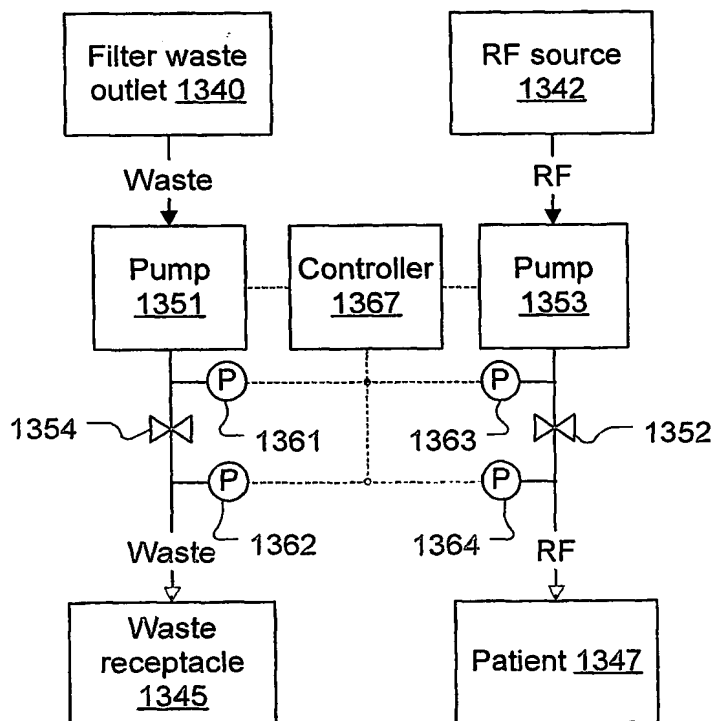 Filter waste
outlet 1340
RF source
1342
Waste
RF
Pump
1351
Controller
1367
Pump
1353
P
P
1354
1361
1363
1352
P
P
1362
1364
Waste
RF
Waste
receptacle
1345
Patient 1347